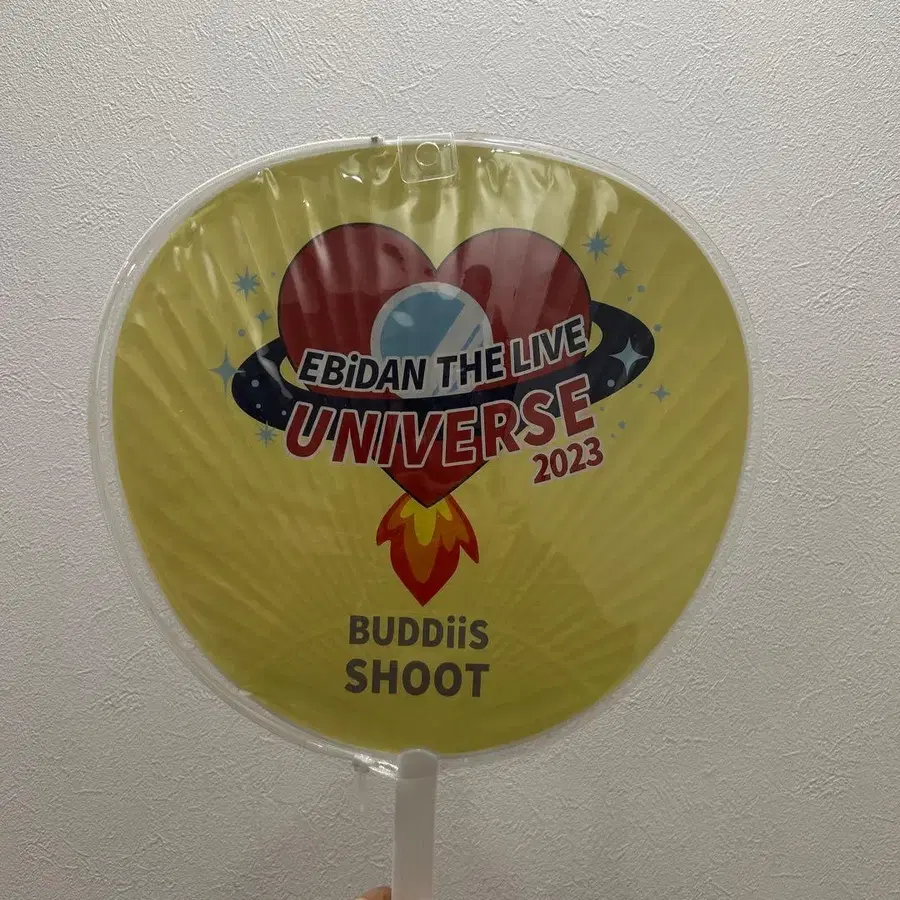 EBiDAN THE LIVE
UNIVERSE
2023
BUDDiiS
SHOOT